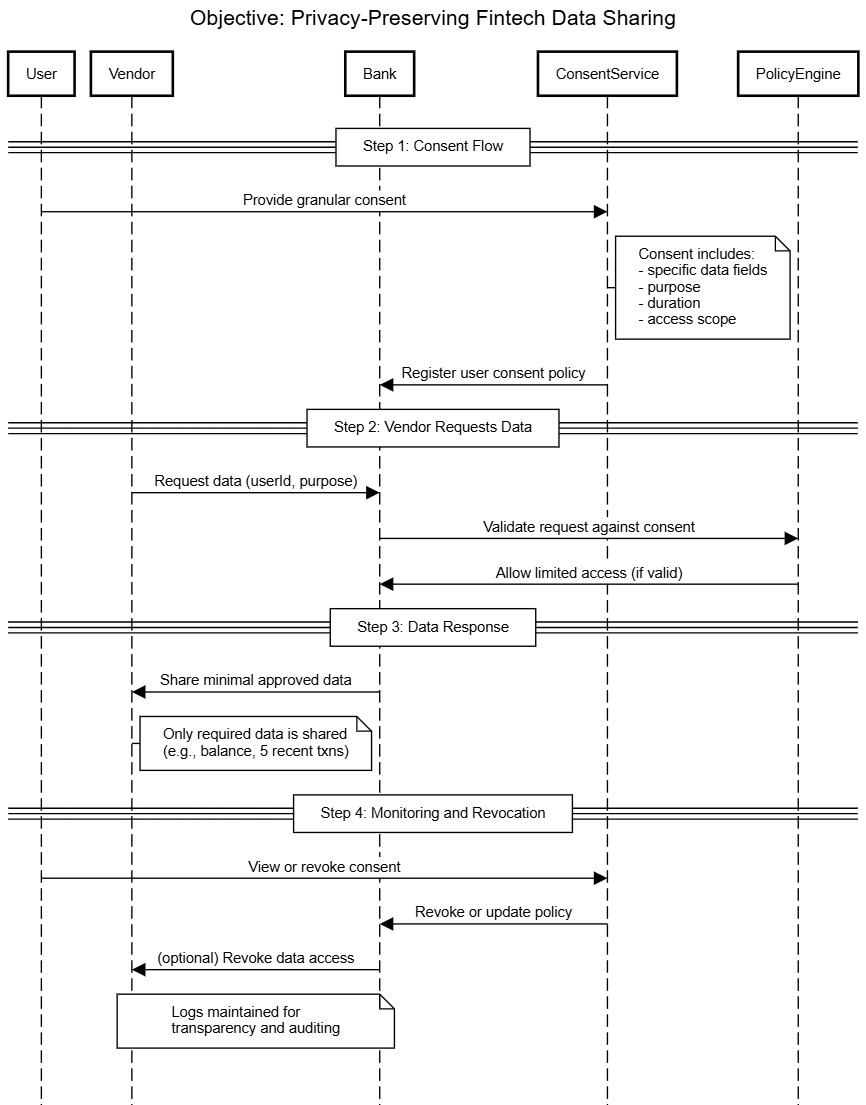 Objective: Privacy-Preserving Fintech Data Sharing
User
Vendor
Bank
ConsentService
PolicyEngine
Step 1: Consent Flow
Provide granular consent
Consent includes:
- specific data fields
- purpose
- duration
- access scope
Register user consent policy
Step 2: Vendor Requests Data
Request data (userId, purpose)
Validate request against consent
Allow limited access (if valid)
Step 3: Data Response
Share minimal approved data
Only required data is shared
(e.g., balance, 5 recent txns)
Step 4: Monitoring and Revocation
View or revoke consent
Revoke or update policy
(optional) Revoke data access
Logs maintained for
transparency and auditing